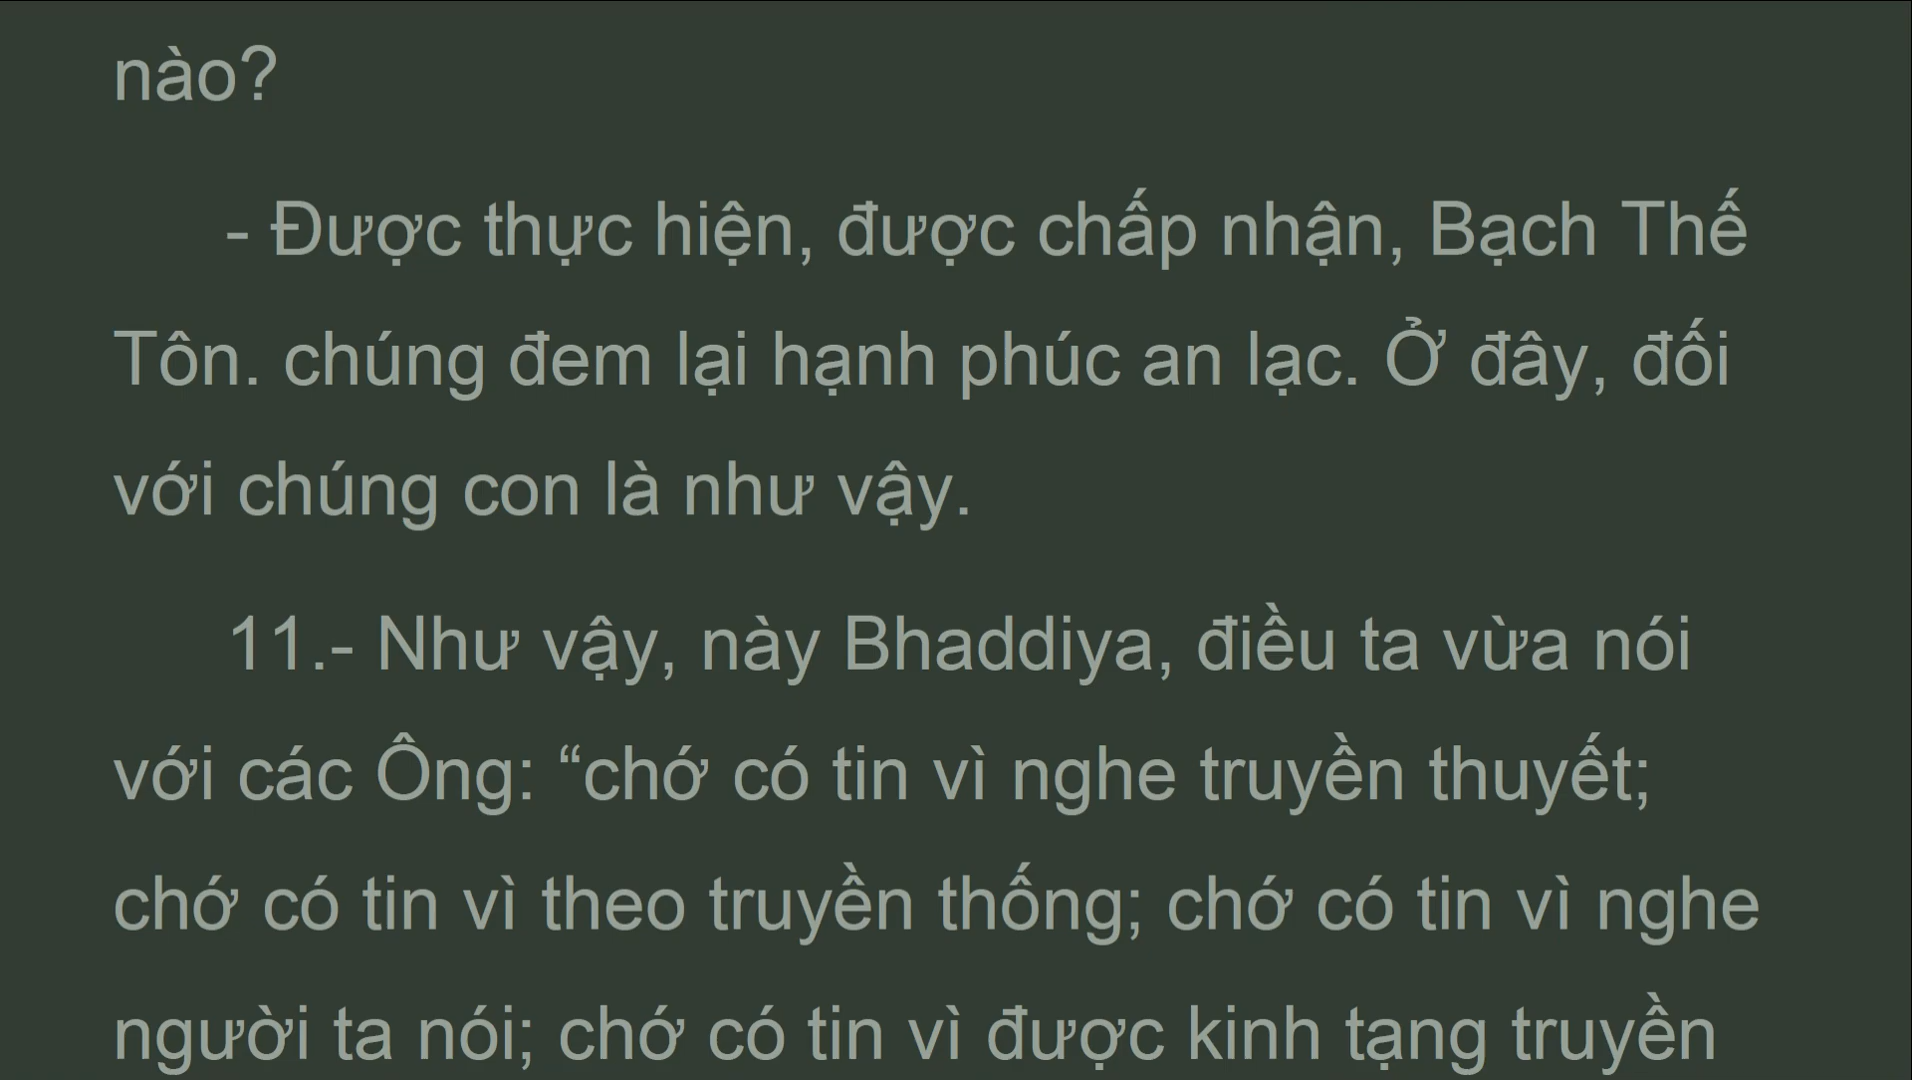 nào?
- Được thực hiện, được chấp nhận, Bạch Thế
Tôn. chúng đem lại hạnh phúc an lạc. Ở đây, đối
với chúng con là như vậy.
11.- Như vậy, này Bhaddiya, điều ta vừa nói
với các Ông: “chớ có tin vì nghe truyền thuyết;
chớ có tin vì theo truyền thống; chớ có tin vì nghe
người ta nói; chớ có tin vì được kinh tạng truyền